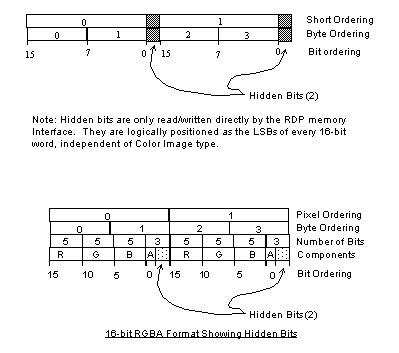 0 1 Short Ordering
0 1 2 3 Byte Ordering
15 7 0 15 7 0 Bit ordering
Hidden Bits (2)
Note: Hidden bits are only read/written directly by the RDP memory
Interface. They are logically positioned as the LSBs of every 16-bit
word, independent of Color Image type.
0 1 Pixel Ordering
0 1 2 3 Byte Ordering
5 5 5 3 5 5 5 3 Number of Bits
R G B A R G B A Components
15 10 5 0 15 10 5 0 Bit Ordering
Hidden Bits (2)
16-bit RGBA Format Showing Hidden Bits